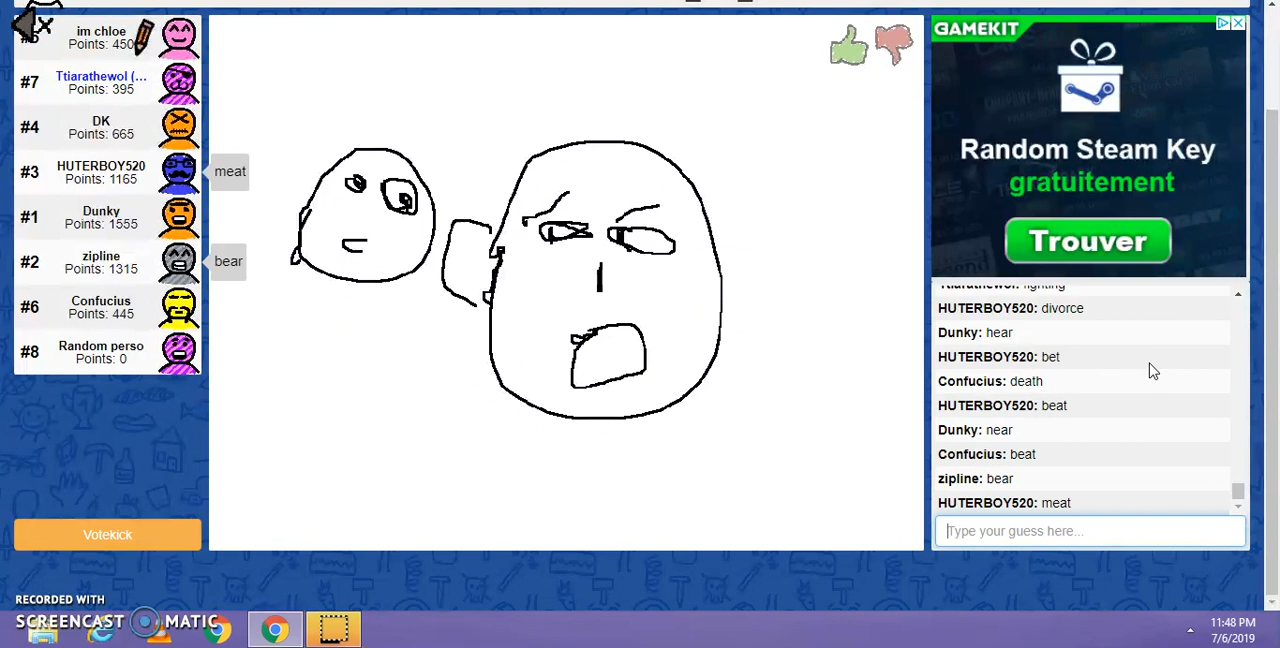 im chloe
Points: 450
#7
Ttiarathewol (...
Points: 395
#4
DK
Points: 665
#3
HUTERBOY520
Points: 1165
meat
#1
Dunky
Points: 1555
#2
zipline
Points: 1315
bear
#6
Confucius
Points: 445
#8
Random perso
Points: 0
Votekick
GAMEKIT
Random Steam Key
gratuitement
Trouver
Ttiarathewol: fighting
HUTERBOY520: divorce
Dunky: hear
HUTERBOY520: bet
Confucius: death
HUTERBOY520: beat
Dunky: near
Confucius: beat
zipline: bear
HUTERBOY520: meat
Type your guess here...
RECORDED WITH
SCREENCAST MATIC
11:48 PM
7/6/2019